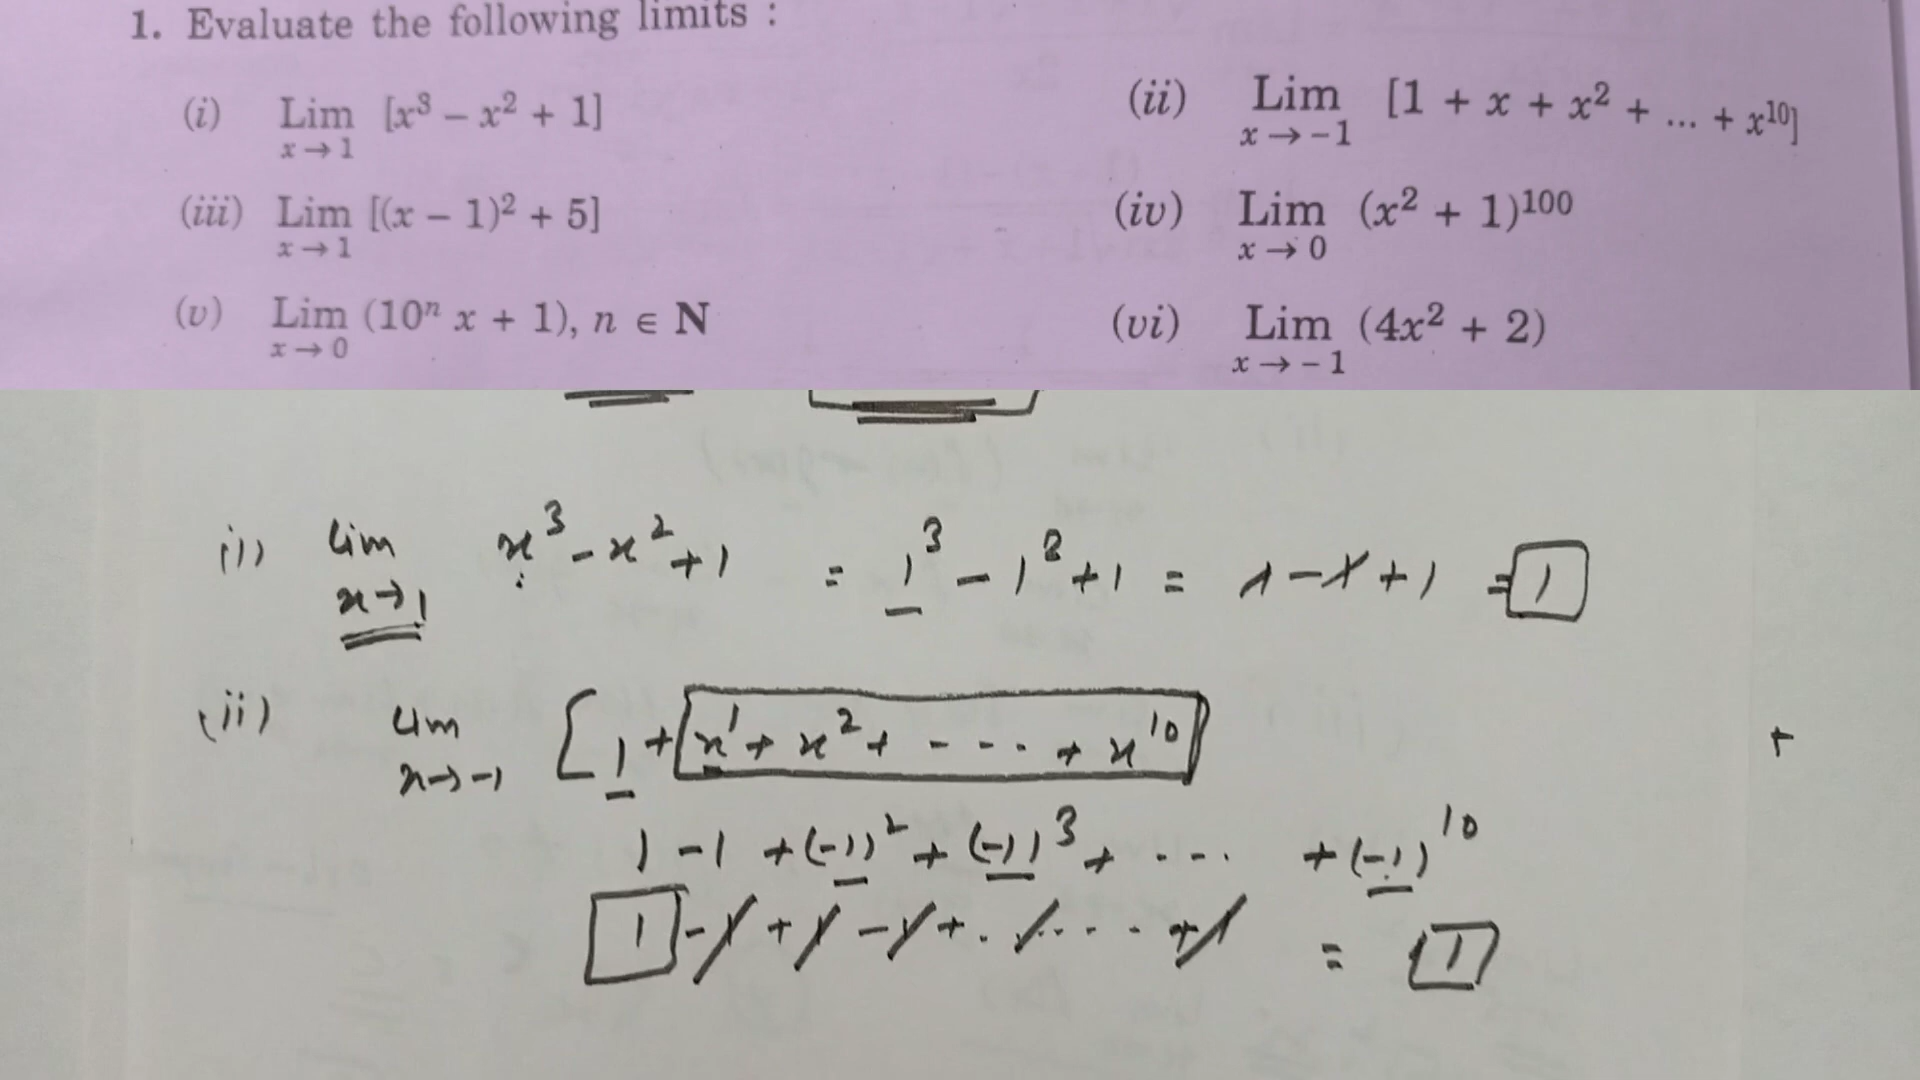 1. Evaluate the following limits :
(i) Lim [x³ – x² + 1]
x → 1
(ii) Lim [1 + x + x² + ... + x¹⁰]
x → –1
(iii) Lim [(x – 1)² + 5]
x → 1
(iv) Lim (x² + 1)¹⁰⁰
x → 0
(v) Lim (10ⁿ x + 1), n ∈ N
x → 0
(vi) Lim (4x² + 2)
x → – 1
(i) lim x³ - x² + 1 = 1³ - 1² + 1 = 1 - 1 + 1 = 1
x → 1
(ii) Lim [1 + x¹ + x² + - - - . + x¹⁰]
x → -1
+
1 - 1 + (-1)² + (-1)³ + . - - . + (-1)¹⁰
1 - 1 + 1 - 1 + . . . . . + 1 = 1